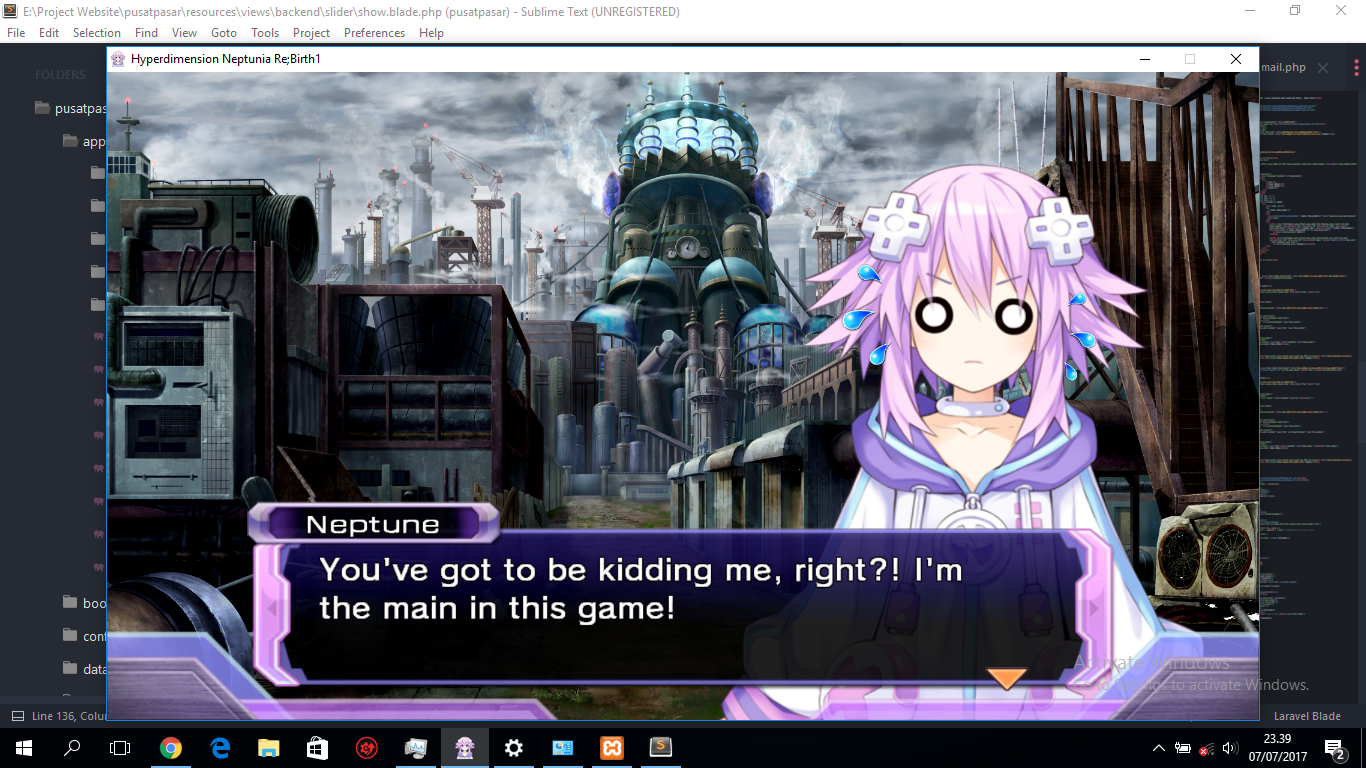 E:\Project Website\pusatpasar\resources\views\backend\slider\show.blade.php (pusatpasar) - Sublime Text (UNREGISTERED)
File Edit Selection Find View Goto Tools Project Preferences Help
Hyperdimension Neptunia Re;Birth1
mail.php
FOLDERS
pusatpas
app
Neptune
You've got to be kidding me, right?! I'm
the main in this game!
boo
conf
data
Activate Windows
to activate Windows.
Line 136, Colu
Laravel Blade
23.39
07/07/2017
2